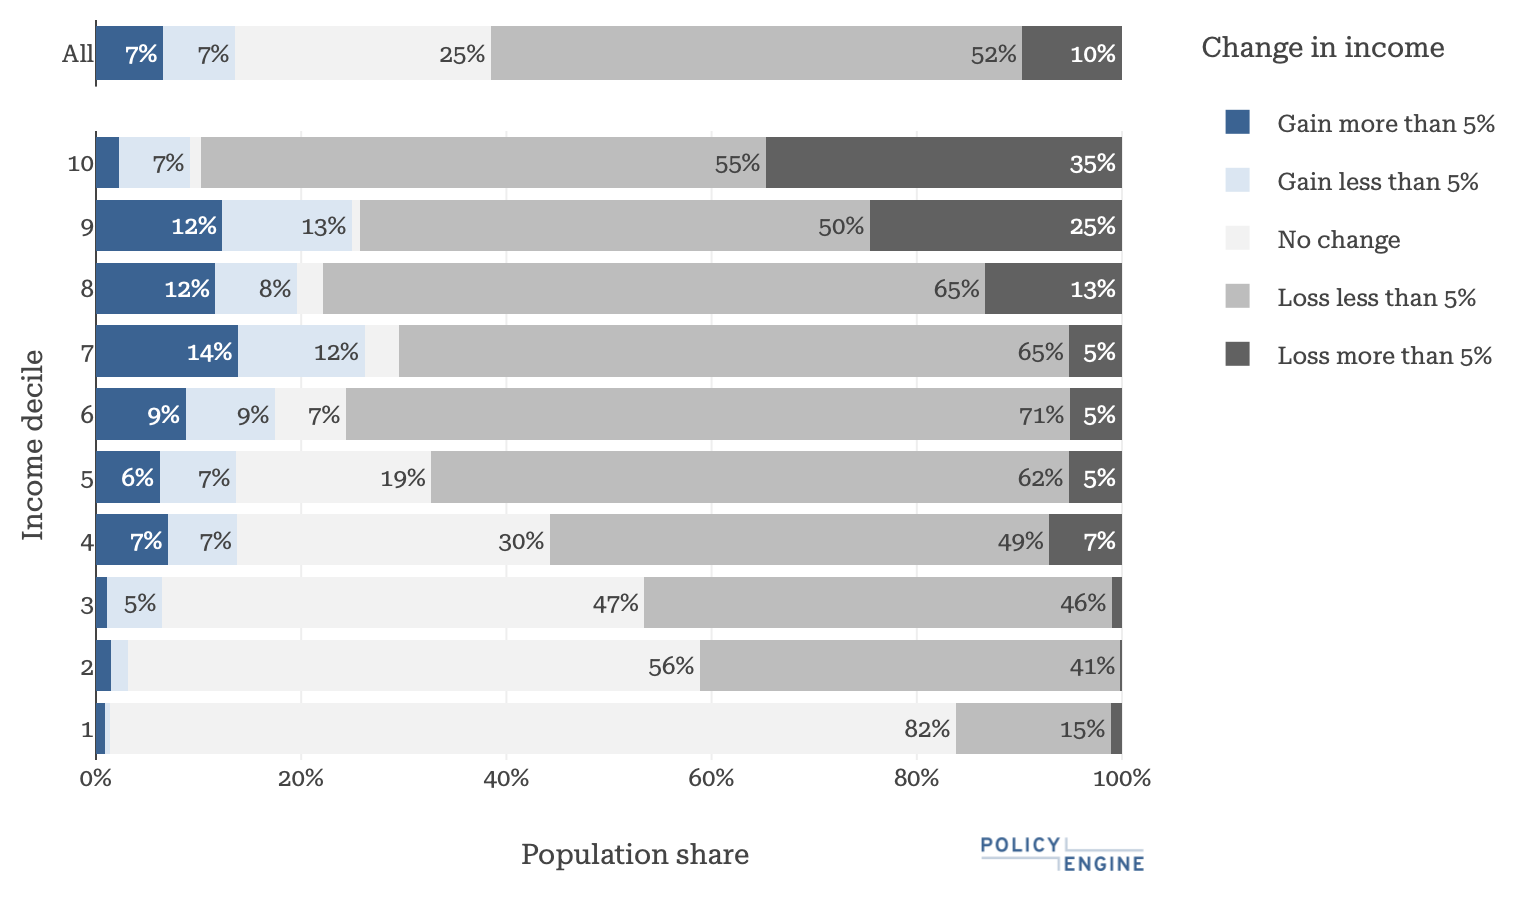 All 7% 7% 25% 52% 10%
Change in income
Gain more than 5%
Gain less than 5%
No change
Loss less than 5%
Loss more than 5%
Income decile
10 7% 55% 35%
9 12% 13% 50% 25%
8 12% 8% 65% 13%
7 14% 12% 65% 5%
6 9% 9% 7% 71% 5%
5 6% 7% 19% 62% 5%
4 7% 7% 30% 49% 7%
3 5% 47% 46%
2 56% 41%
1 82% 15%
0% 20% 40% 60% 80% 100%
Population share
POLICY
ENGINE